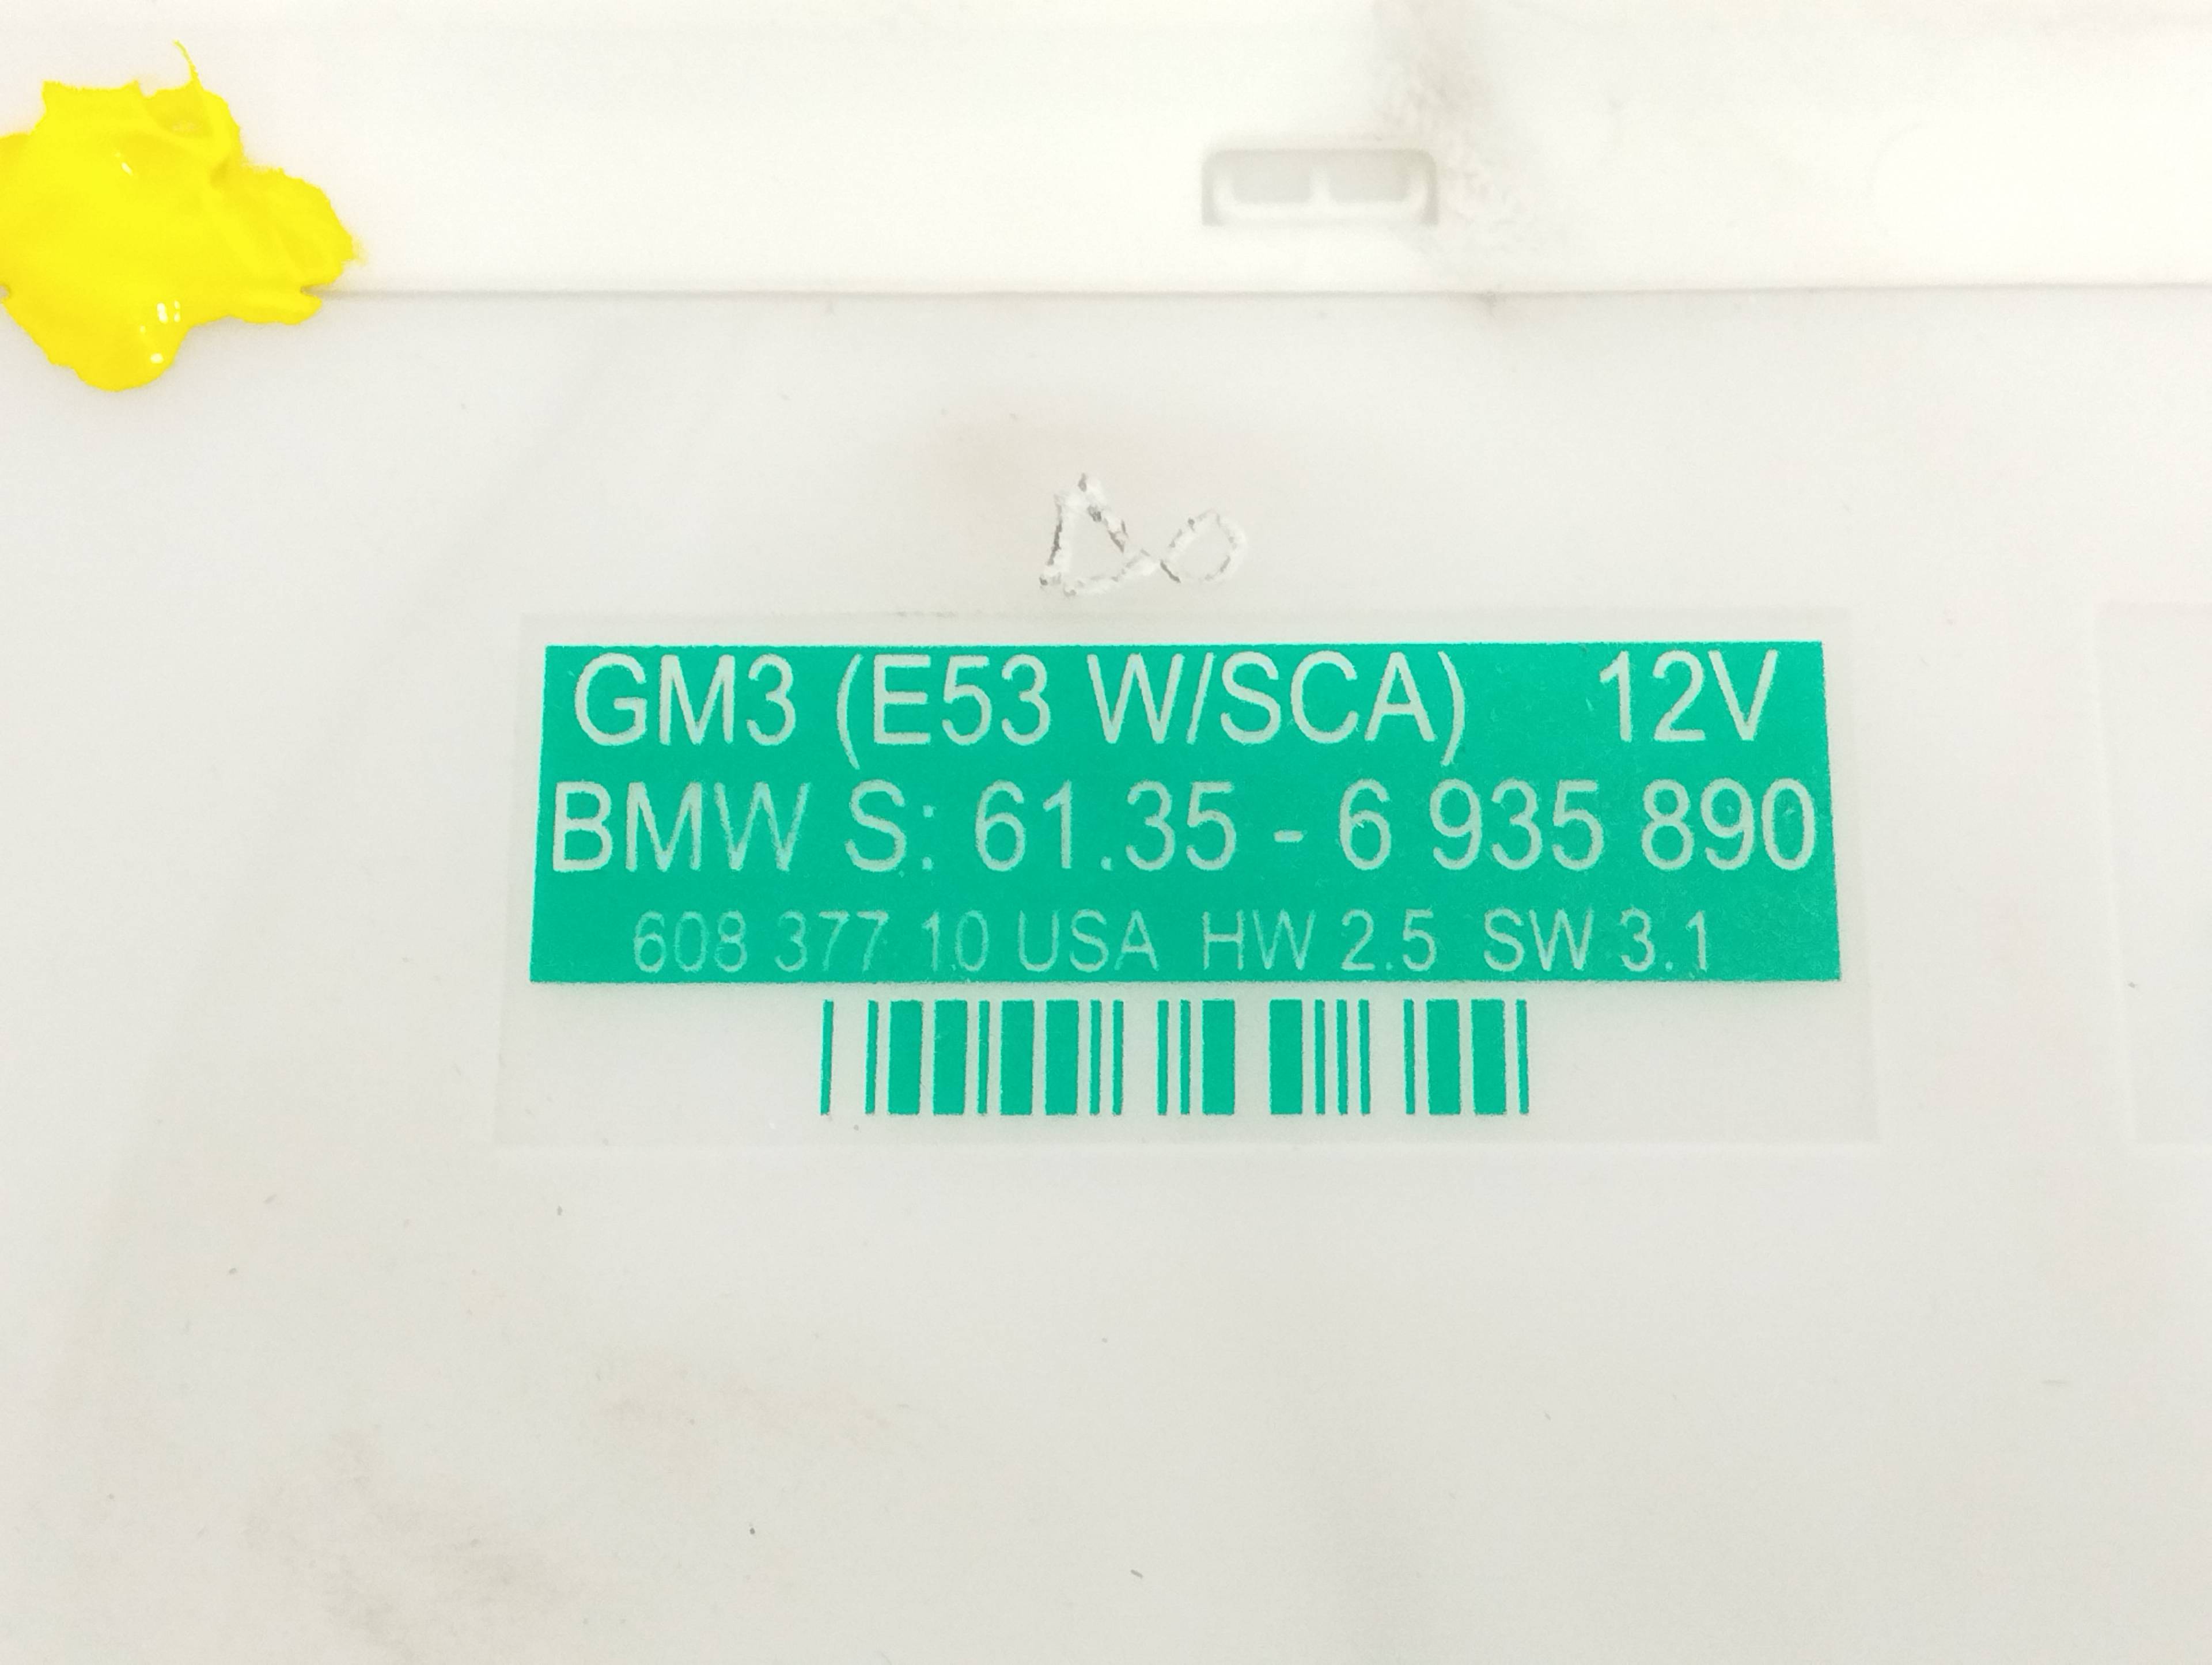 Do
GM3 (E53 W/SCA) 12V
BMW S: 61.35 - 6 935 890
608 377 10 USA HW 2.5 SW 3.1